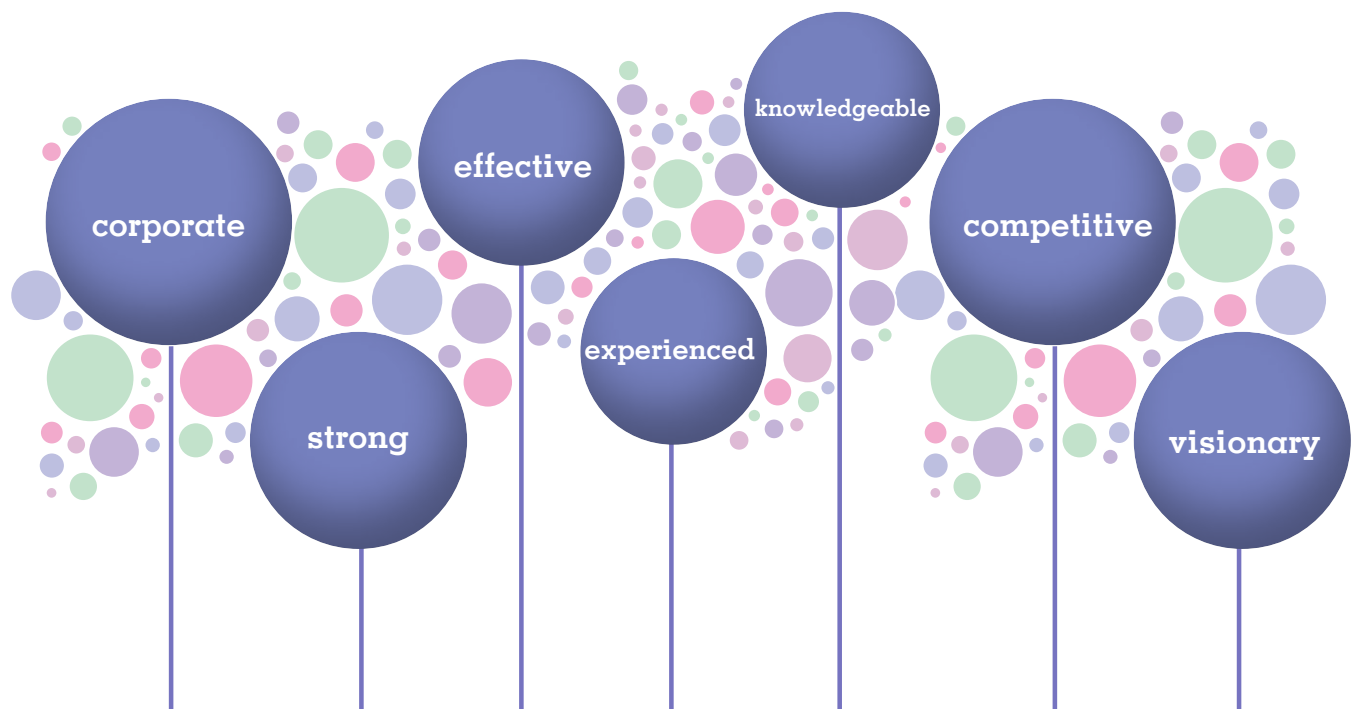 corporate
strong
effective
experienced
knowledgeable
competitive
visionary